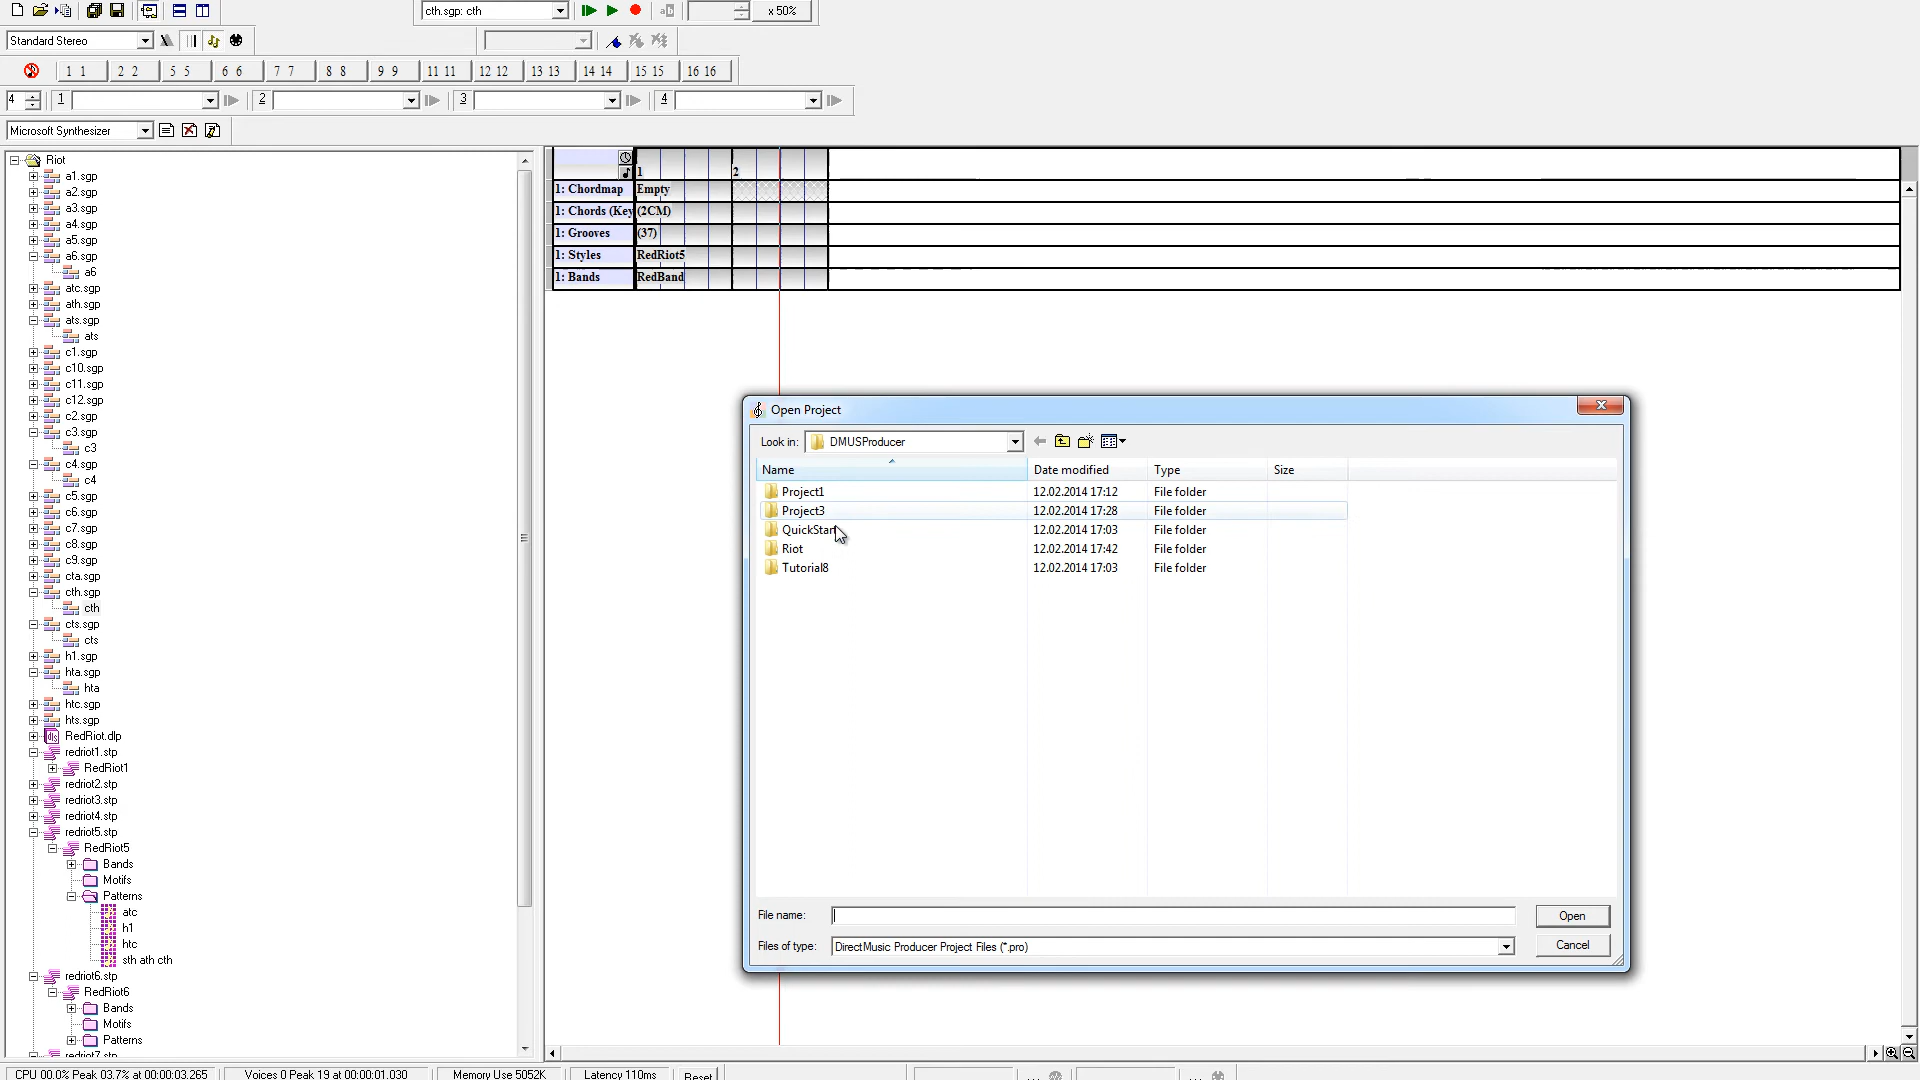 cth.sgp: cth
x 50%
Standard Stereo
1 1
2 2
5 5
6 6
7 7
8 8
9 9
11 11
12 12
13 13
14 14
15 15
16 16
4
1
2
3
4
Microsoft Synthesizer
Riot
a1.sgp
a2.sgp
a3.sgp
a4.sgp
a5.sgp
a6.sgp
a6
atc.sgp
ath.sgp
ats.sgp
ats
c1.sgp
c10.sgp
c11.sgp
c12.sgp
c2.sgp
c3.sgp
c3
c4.sgp
c4
c5.sgp
c6.sgp
c7.sgp
c8.sgp
c9.sgp
cta.sgp
cth.sgp
cth
cts.sgp
cts
h1.sgp
hta.sgp
hta
htc.sgp
hts.sgp
RedRiot.dlp
redriot1.stp
RedRiot1
redriot2.stp
redriot3.stp
redriot4.stp
redriot5.stp
RedRiot5
Bands
Motifs
Patterns
atc
h1
htc
sth ath cth
redriot6.stp
RedRiot6
Bands
Motifs
Patterns
redriot7.stp
1 2
1: Chordmap Empty
1: Chords (Key (2CM)
1: Grooves (37)
1: Styles RedRiot5
1: Bands RedBand
Open Project
Look in: DMUSProducer
Name Date modified Type Size
Project1 12.02.2014 17:12 File folder
Project3 12.02.2014 17:28 File folder
QuickStart 12.02.2014 17:03 File folder
Riot 12.02.2014 17:42 File folder
Tutorial8 12.02.2014 17:03 File folder
File name: Open
Files of type: DirectMusic Producer Project Files (*.pro) Cancel
CPU 00.0% Peak 03.7% at 00:00:03.265 Voices 0 Peak 19 at 00:00:01.030 Memory Use 5052K Latency 110ms Reset